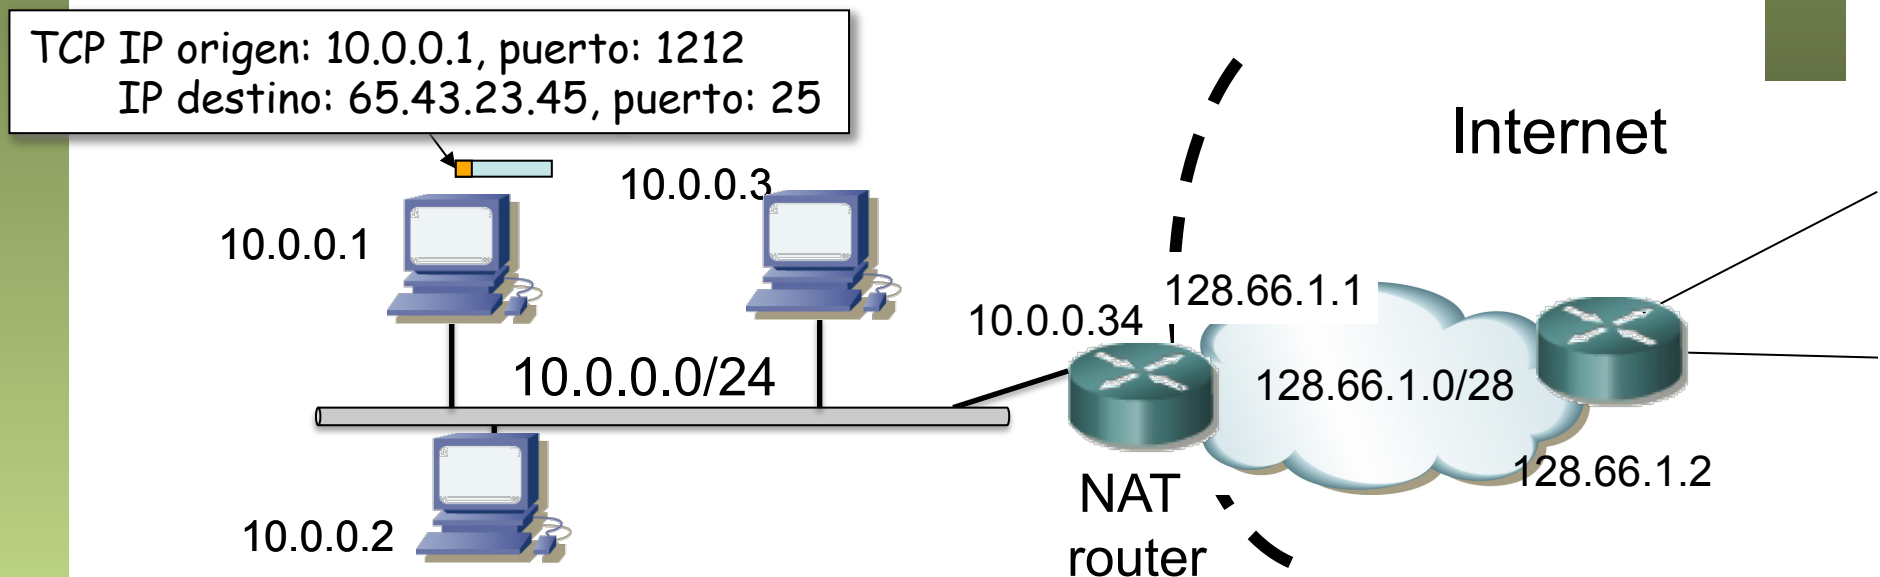 TCP IP origen: 10.0.0.1, puerto: 1212
IP destino: 65.43.23.45, puerto: 25
Internet
10.0.0.3
10.0.0.1
128.66.1.1
10.0.0.34
10.0.0.0/24
128.66.1.0/28
128.66.1.2
NAT
router
10.0.0.2